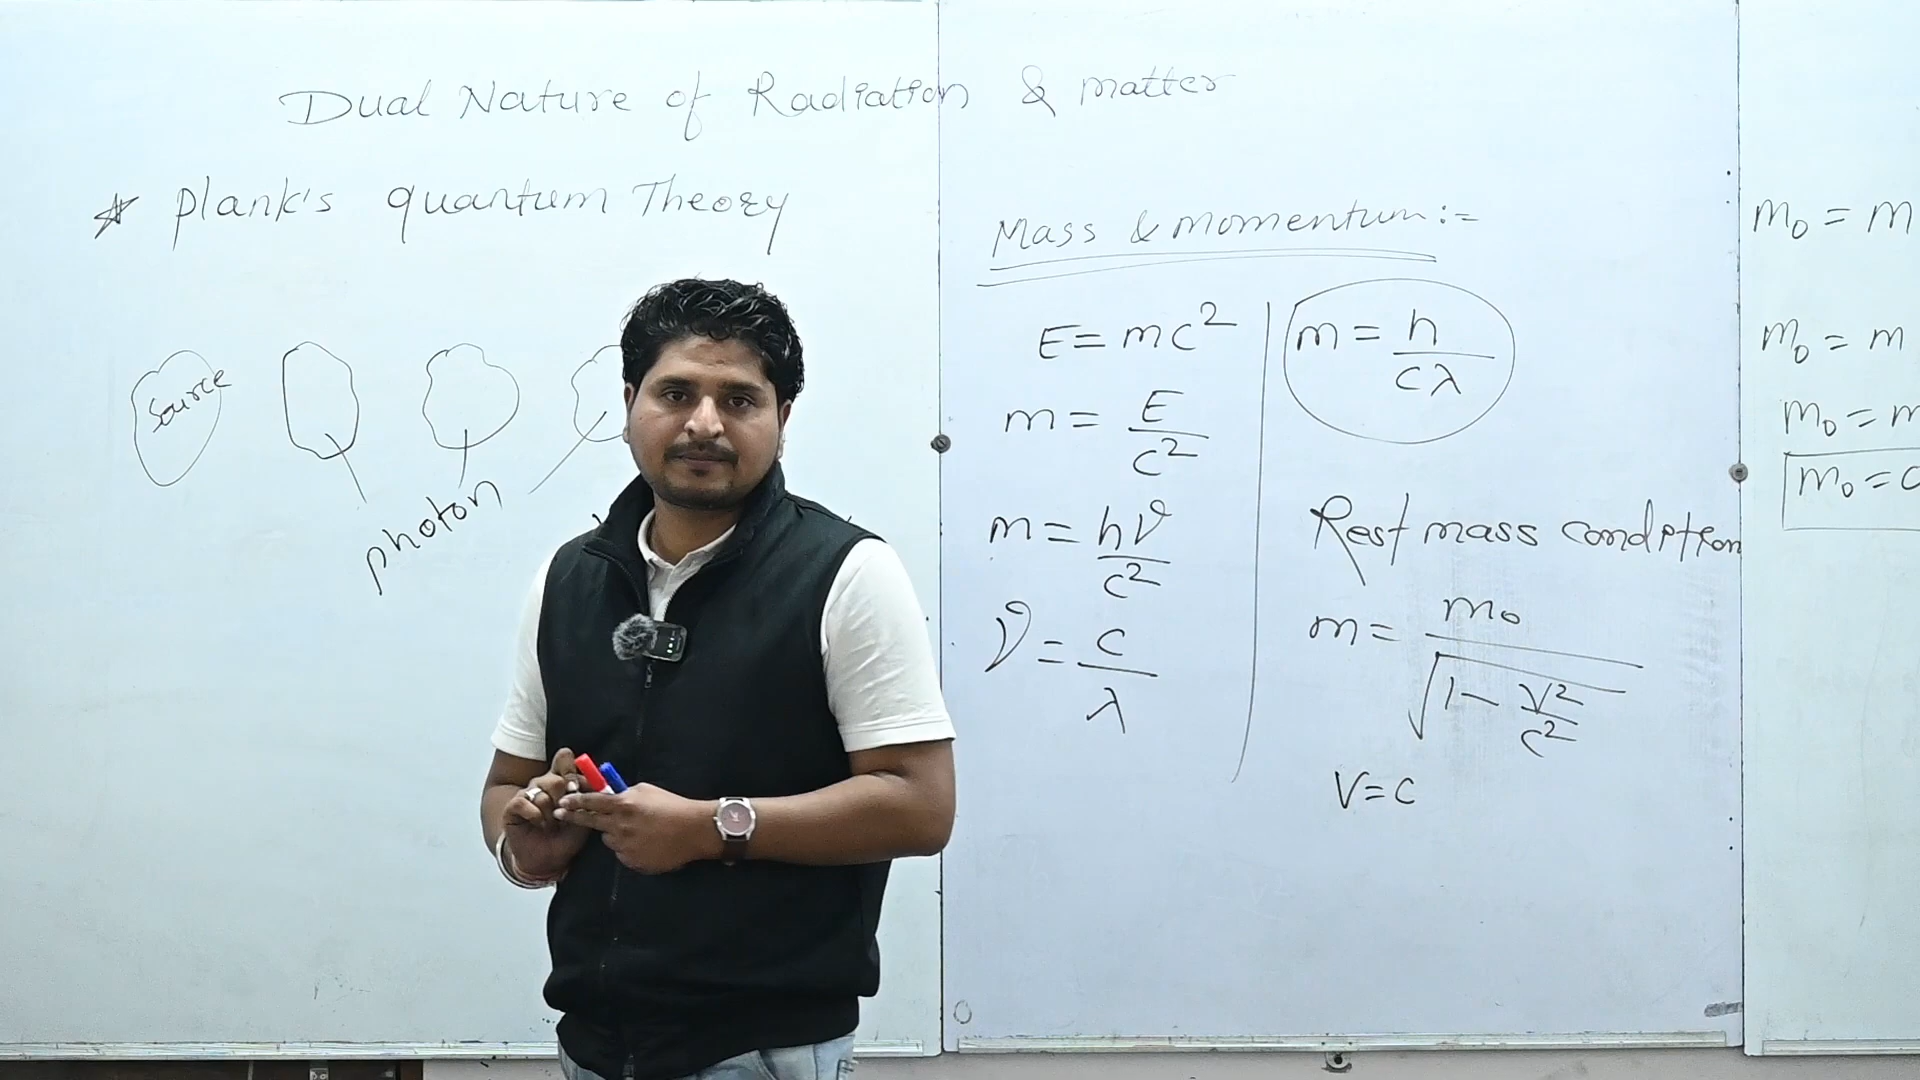 Dual Nature of Radiation & matter
* Plank's quantum Theory
Source
photon
Mass & momentum :=
E = mc²
m = E/c²
m = hν/c²
ν = c/λ
m = h/cλ
Rest mass condition
m = m₀/√1-V²/c²
V = c
m₀ = m
m₀ = m
m₀ = m
m₀ =